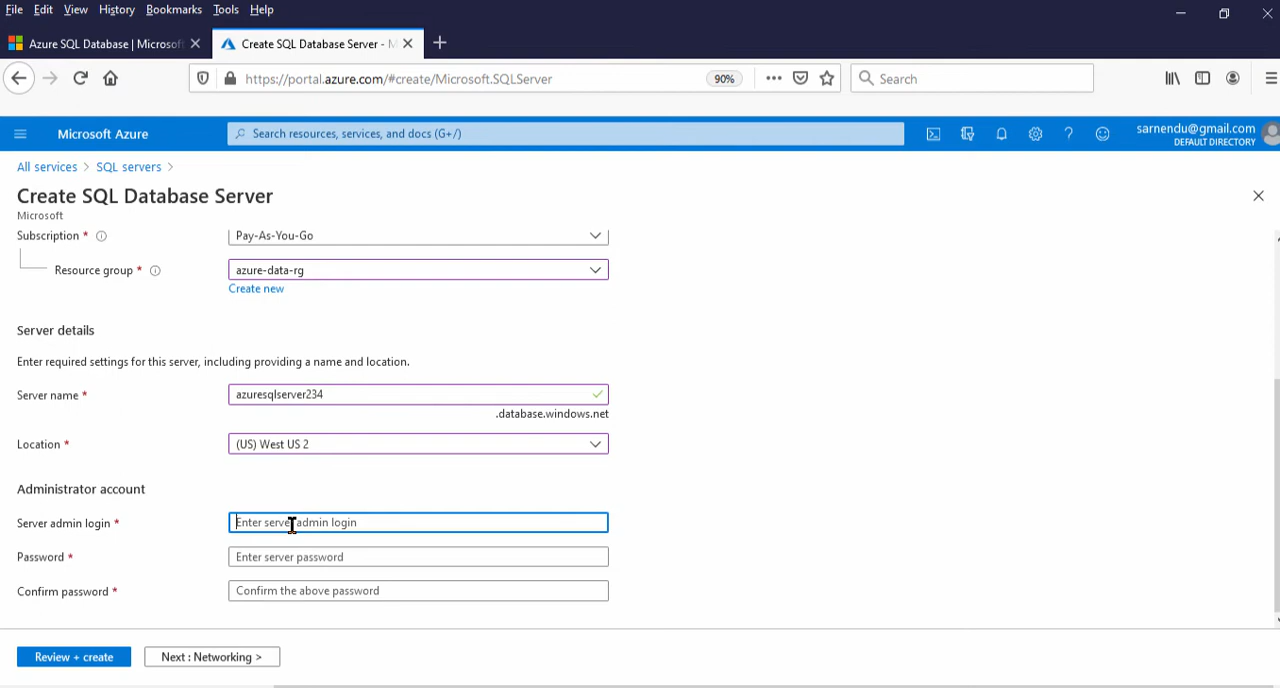 File Edit View History Bookmarks Tools Help
Azure SQL Database | Microsoft
Create SQL Database Server - M
https://portal.azure.com/#create/Microsoft.SQLServer
90%
Search
Microsoft Azure
Search resources, services, and docs (G+/)
sarnendu@gmail.com
DEFAULT DIRECTORY
All services > SQL servers >
Create SQL Database Server
Microsoft
Subscription * Pay-As-You-Go
Resource group * azure-data-rg
Create new
Server details
Enter required settings for this server, including providing a name and location.
Server name * azuresqlserver234
.database.windows.net
Location * (US) West US 2
Administrator account
Server admin login * Enter server admin login
Password * Enter server password
Confirm password * Confirm the above password
Review + create Next : Networking >